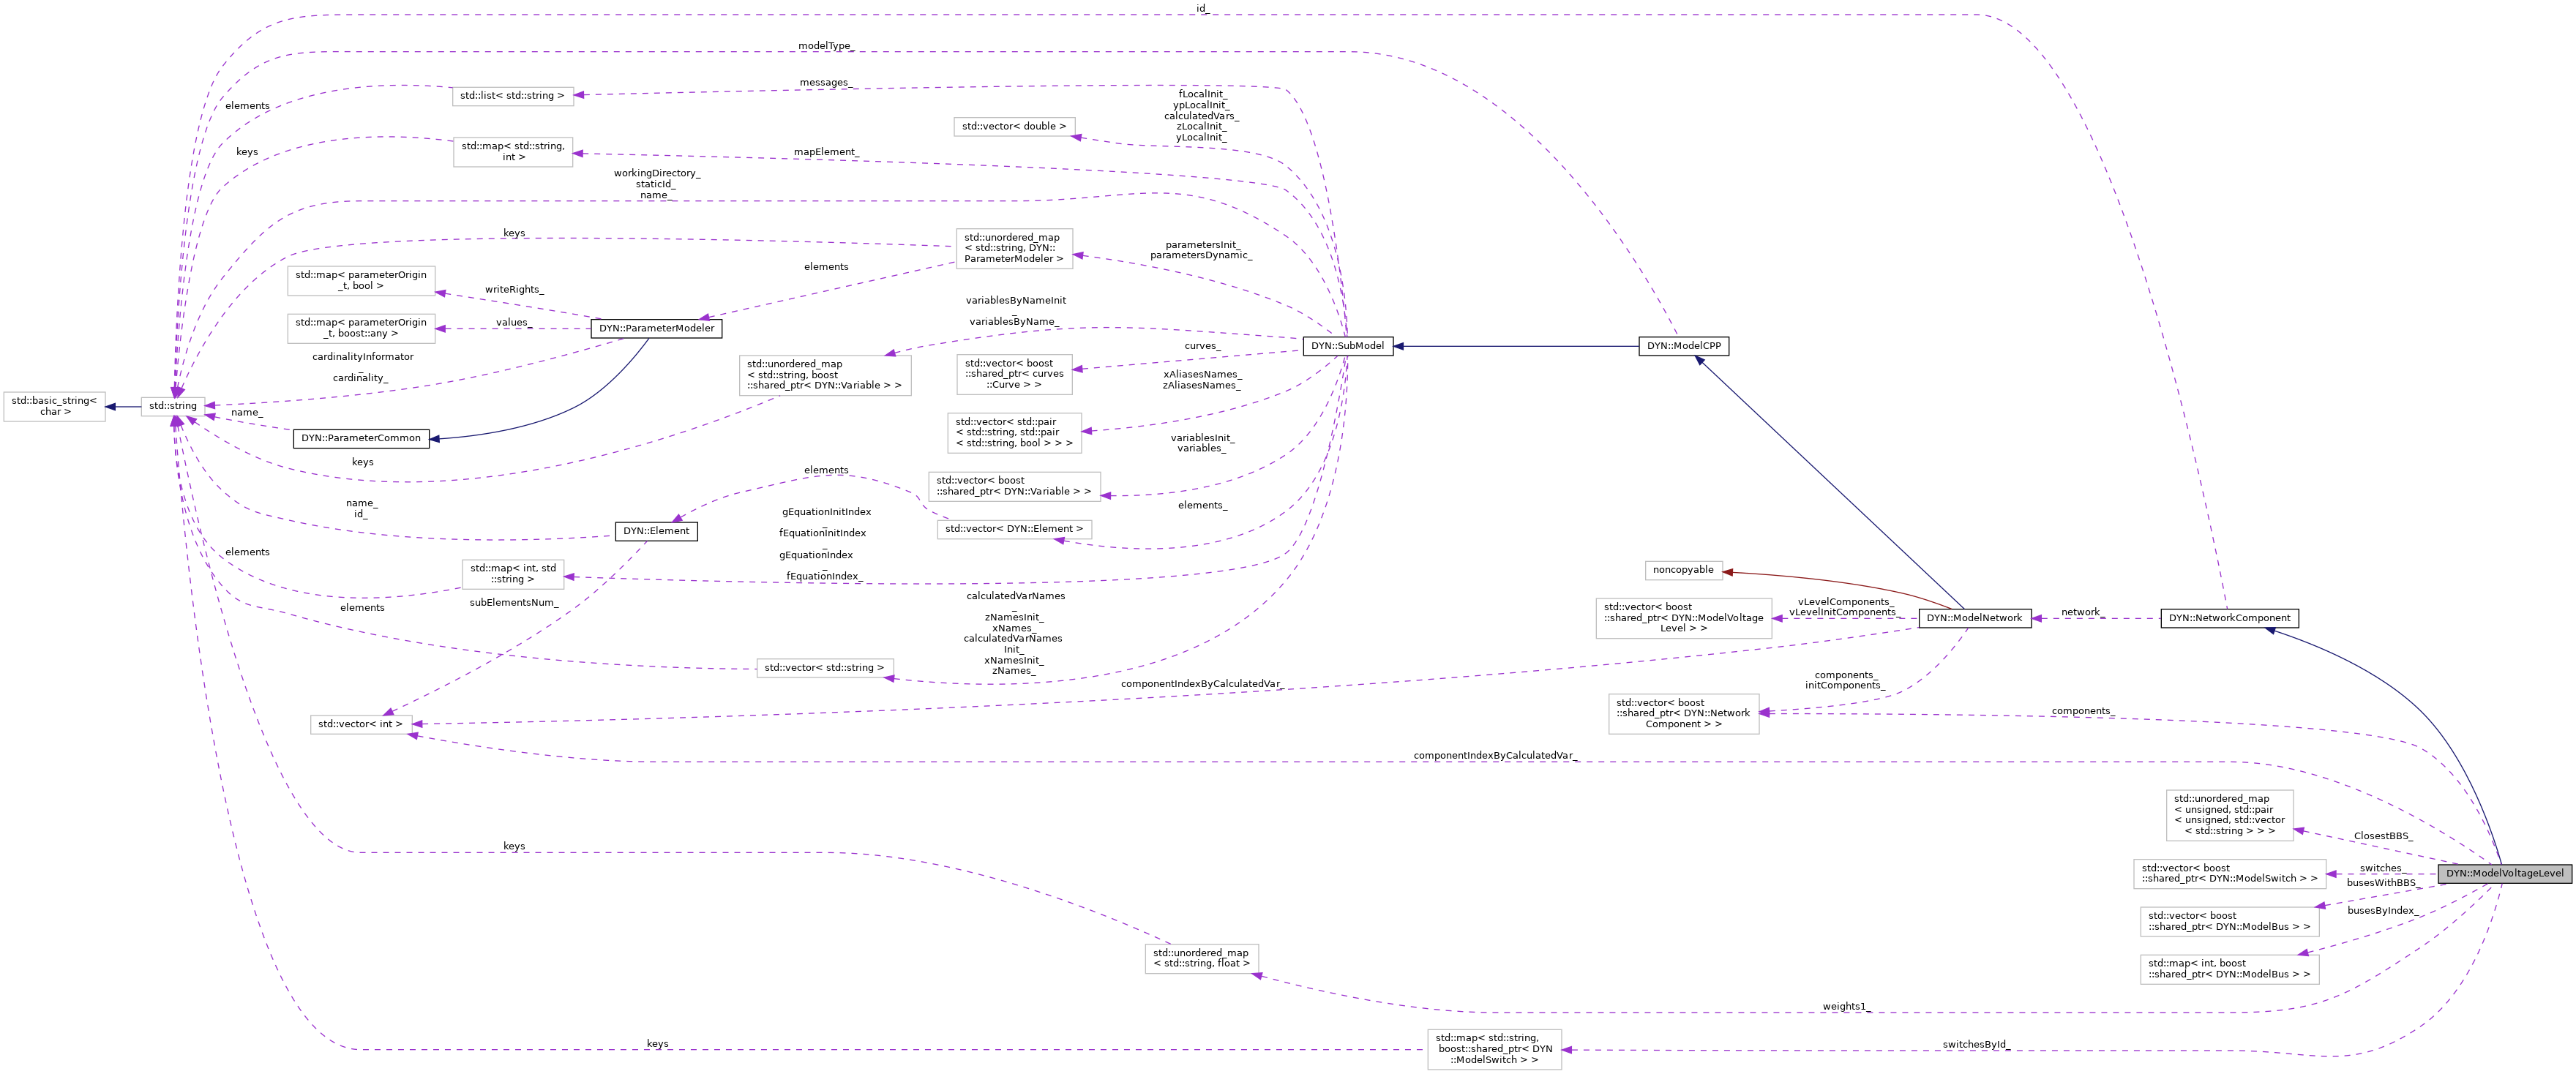 id_
modelType_
messages_
std::list< std::string >
elements
fLocalInit_
ypLocalInit_
calculatedVars_
zLocalInit_
yLocalInit_
std::vector< double >
std::map< std::string,
int >
keys
mapElement_
workingDirectory_
staticId_
name_
keys
std::unordered_map
< std::string, DYN::
ParameterModeler >
parametersInit_
parametersDynamic_
elements
std::map< parameterOrigin
_t, bool >
writeRights_
std::map< parameterOrigin
_t, boost::any >
values_
DYN::ParameterModeler
variablesByNameInit
_
variablesByName_
DYN::SubModel
DYN::ModelCPP
cardinalityInformator
_
cardinality_
std::unordered_map
< std::string, boost
::shared_ptr< DYN::Variable > >
curves_
std::vector< boost
::shared_ptr< curves
::Curve > >
xAliasesNames_
zAliasesNames_
std::basic_string<
char >
std::string
name_
DYN::ParameterCommon
std::vector< std::pair
< std::string, std::pair
< std::string, bool > > >
keys
variablesInit_
variables_
elements
std::vector< boost
::shared_ptr< DYN::Variable > >
name_
id_
DYN::Element
gEquationInitIndex
_
fEquationInitIndex
_
gEquationIndex
_
fEquationIndex_
std::vector< DYN::Element >
elements_
elements
std::map< int, std
::string >
noncopyable
elements
subElementsNum_
calculatedVarNames
_
zNamesInit_
xNames_
calculatedVarNames
Init_
xNamesInit_
zNames_
std::vector< boost
::shared_ptr< DYN::ModelVoltage
Level > >
vLevelComponents_
vLevelInitComponents_
DYN::ModelNetwork
network_
DYN::NetworkComponent
std::vector< std::string >
componentIndexByCalculatedVar_
components_
initComponents_
std::vector< int >
std::vector< boost
::shared_ptr< DYN::Network
Component > >
components_
componentIndexByCalculatedVar_
std::unordered_map
< unsigned, std::pair
< unsigned, std::vector
< std::string > > >
ClosestBBS_
keys
std::vector< boost
::shared_ptr< DYN::ModelSwitch > >
switches_
DYN::ModelVoltageLevel
busesWithBBS_
std::vector< boost
::shared_ptr< DYN::ModelBus > >
busesByIndex_
std::unordered_map
< std::string, float >
std::map< int, boost
::shared_ptr< DYN::ModelBus > >
weights1_
keys
std::map< std::string,
boost::shared_ptr< DYN
::ModelSwitch > >
switchesById_